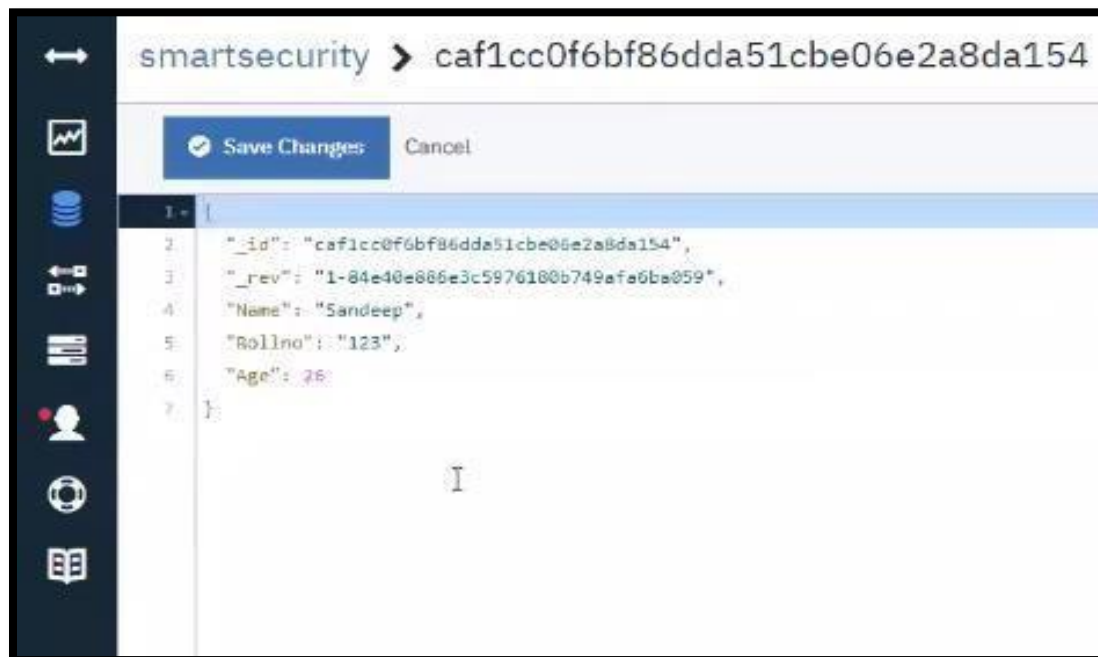 smartsecurity > caf1cc0f6bf86dda51cbe06e2a8da154
Save Changes Cancel
1 {
2 "_id": "caf1cc0f6bf86dda51cbe06e2a8da154",
3 "_rev": "1-84e40e886e3c5976180b749afa6ba059",
4 "Name": "Sandeep",
5 "Rollno": "123",
6 "Age": 26
7 }